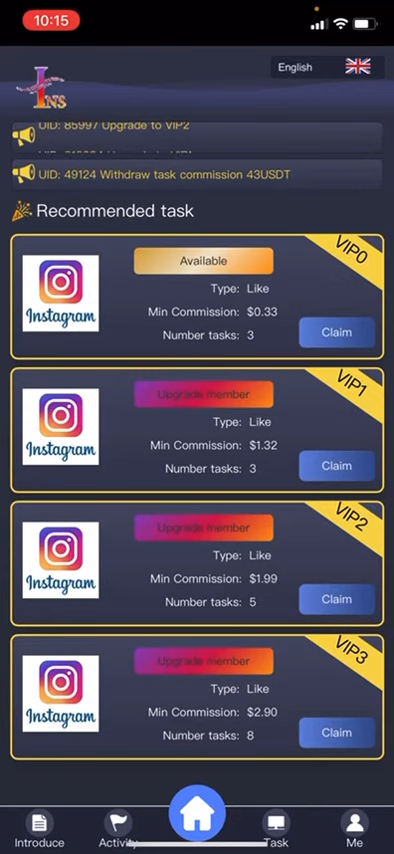 10:15
English
INS
UID: 85997 Upgrade to VIP2
UID: 49124 Withdraw task commission 43USDT
Recommended task
VIP0
Available
Instagram
Type: Like
Min Commission: $0.33
Number tasks: 3
Claim
VIP1
Upgrade member
Instagram
Type: Like
Min Commission: $1.32
Number tasks: 3
Claim
VIP2
Upgrade member
Instagram
Type: Like
Min Commission: $1.99
Number tasks: 5
Claim
VIP3
Upgrade member
Instagram
Type: Like
Min Commission: $2.90
Number tasks: 8
Claim
Introduce
Activity
Task
Me